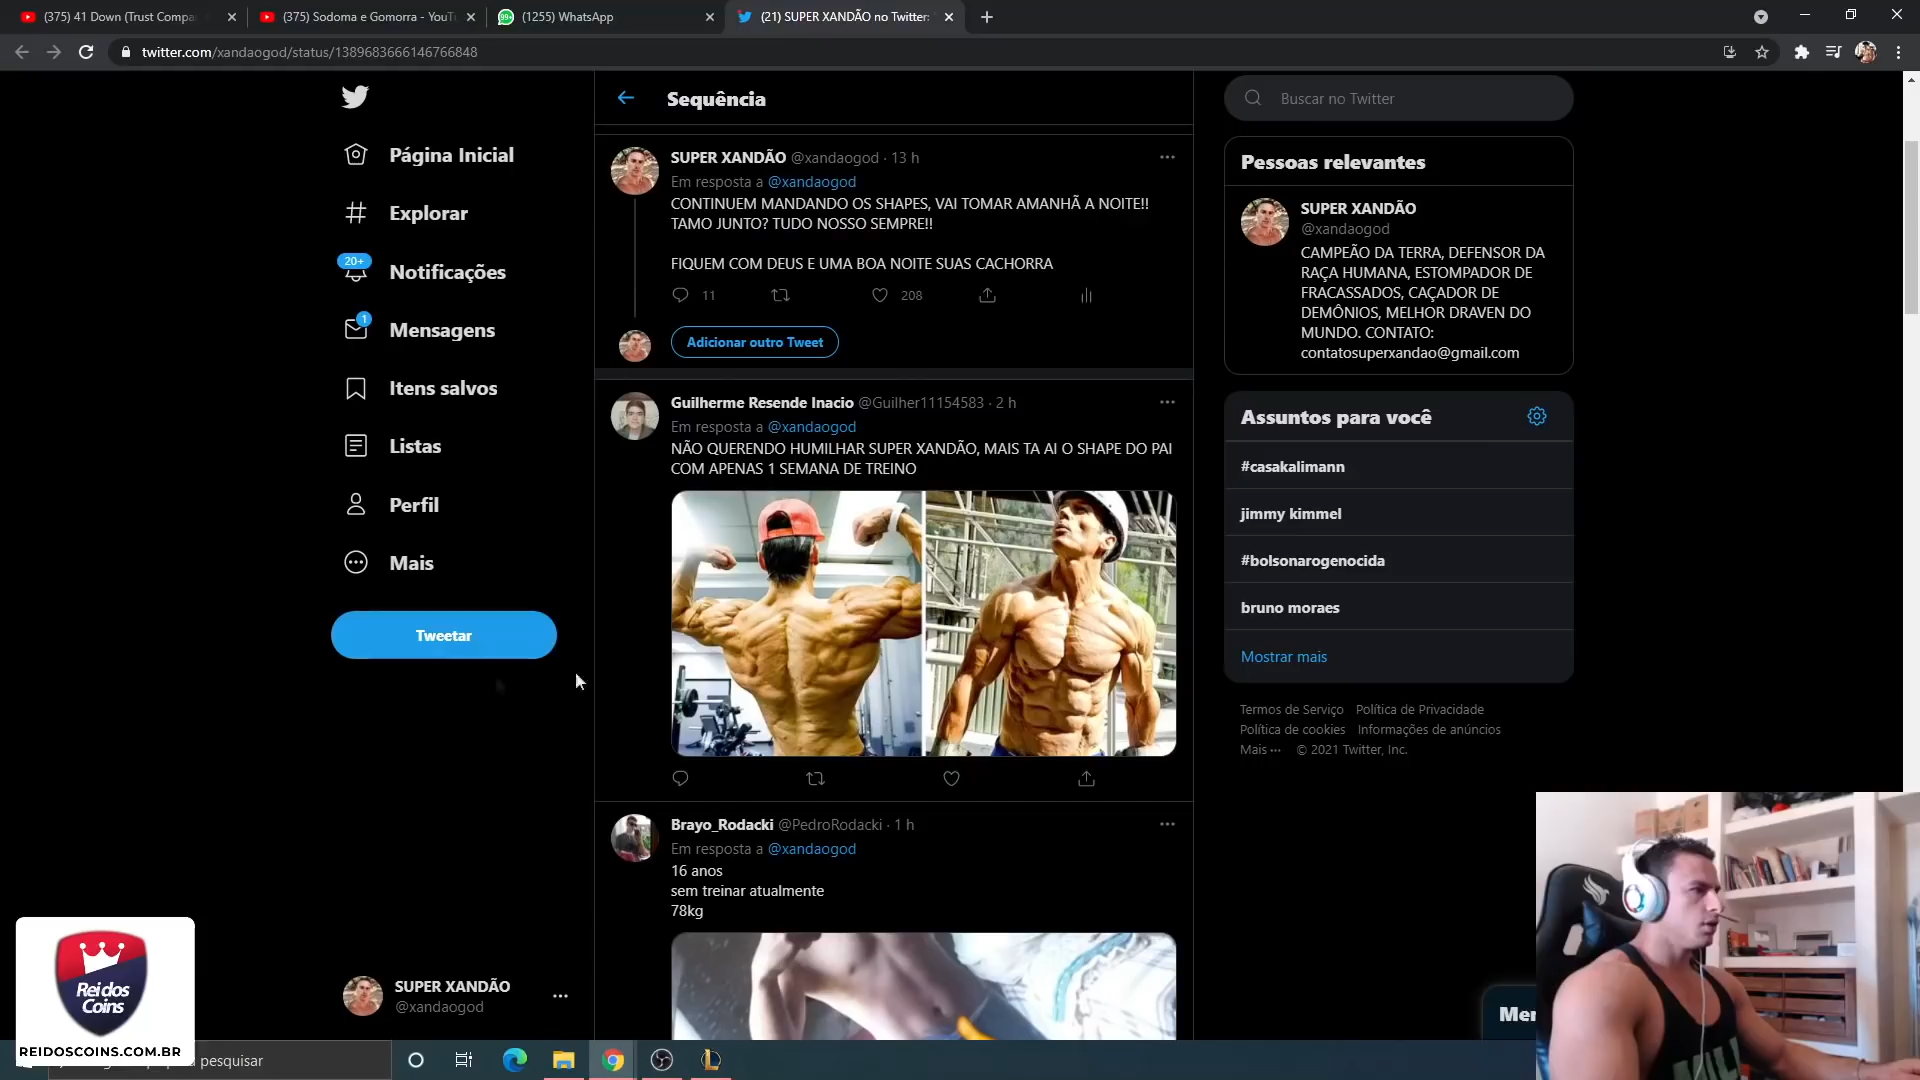 (375) 41 Down (Trust Compa
(375) Sodoma e Gomorra - YouTu
(1255) WhatsApp
(21) SUPER XANDÃO no Twitter:
twitter.com/xandaogod/status/1389683666146766848
Página Inicial
Explorar
20+
Notificações
1
Mensagens
Itens salvos
Listas
Perfil
Mais
Tweetar
SUPER XANDÃO
@xandaogod
Sequência
SUPER XANDÃO @xandaogod · 13 h
Em resposta a @xandaogod
CONTINUEM MANDANDO OS SHAPES, VAI TOMAR AMANHÃ A NOITE!!
TAMO JUNTO? TUDO NOSSO SEMPRE!!
FIQUEM COM DEUS E UMA BOA NOITE SUAS CACHORRA
11
208
Adicionar outro Tweet
Guilherme Resende Inacio @Guilher11154583 · 2 h
Em resposta a @xandaogod
NÃO QUERENDO HUMILHAR SUPER XANDÃO, MAIS TA AI O SHAPE DO PAI
COM APENAS 1 SEMANA DE TREINO
Brayo_Rodacki @PedroRodacki · 1 h
Em resposta a @xandaogod
16 anos
sem treinar atualmente
78kg
Buscar no Twitter
Pessoas relevantes
SUPER XANDÃO
@xandaogod
CAMPEÃO DA TERRA, DEFENSOR DA
RAÇA HUMANA, ESTOMPADOR DE
FRACASSADOS, CAÇADOR DE
DEMÔNIOS, MELHOR DRAVEN DO
MUNDO. CONTATO:
contatosuperxandao@gmail.com
Assuntos para você
#casakalimann
jimmy kimmel
#bolsonarogenocida
bruno moraes
Mostrar mais
Termos de Serviço Política de Privacidade
Política de cookies Informações de anúncios
Mais ··· © 2021 Twitter, Inc.
Rei dos
Coins
REIDOSCOINS.COM.BR
pesquisar